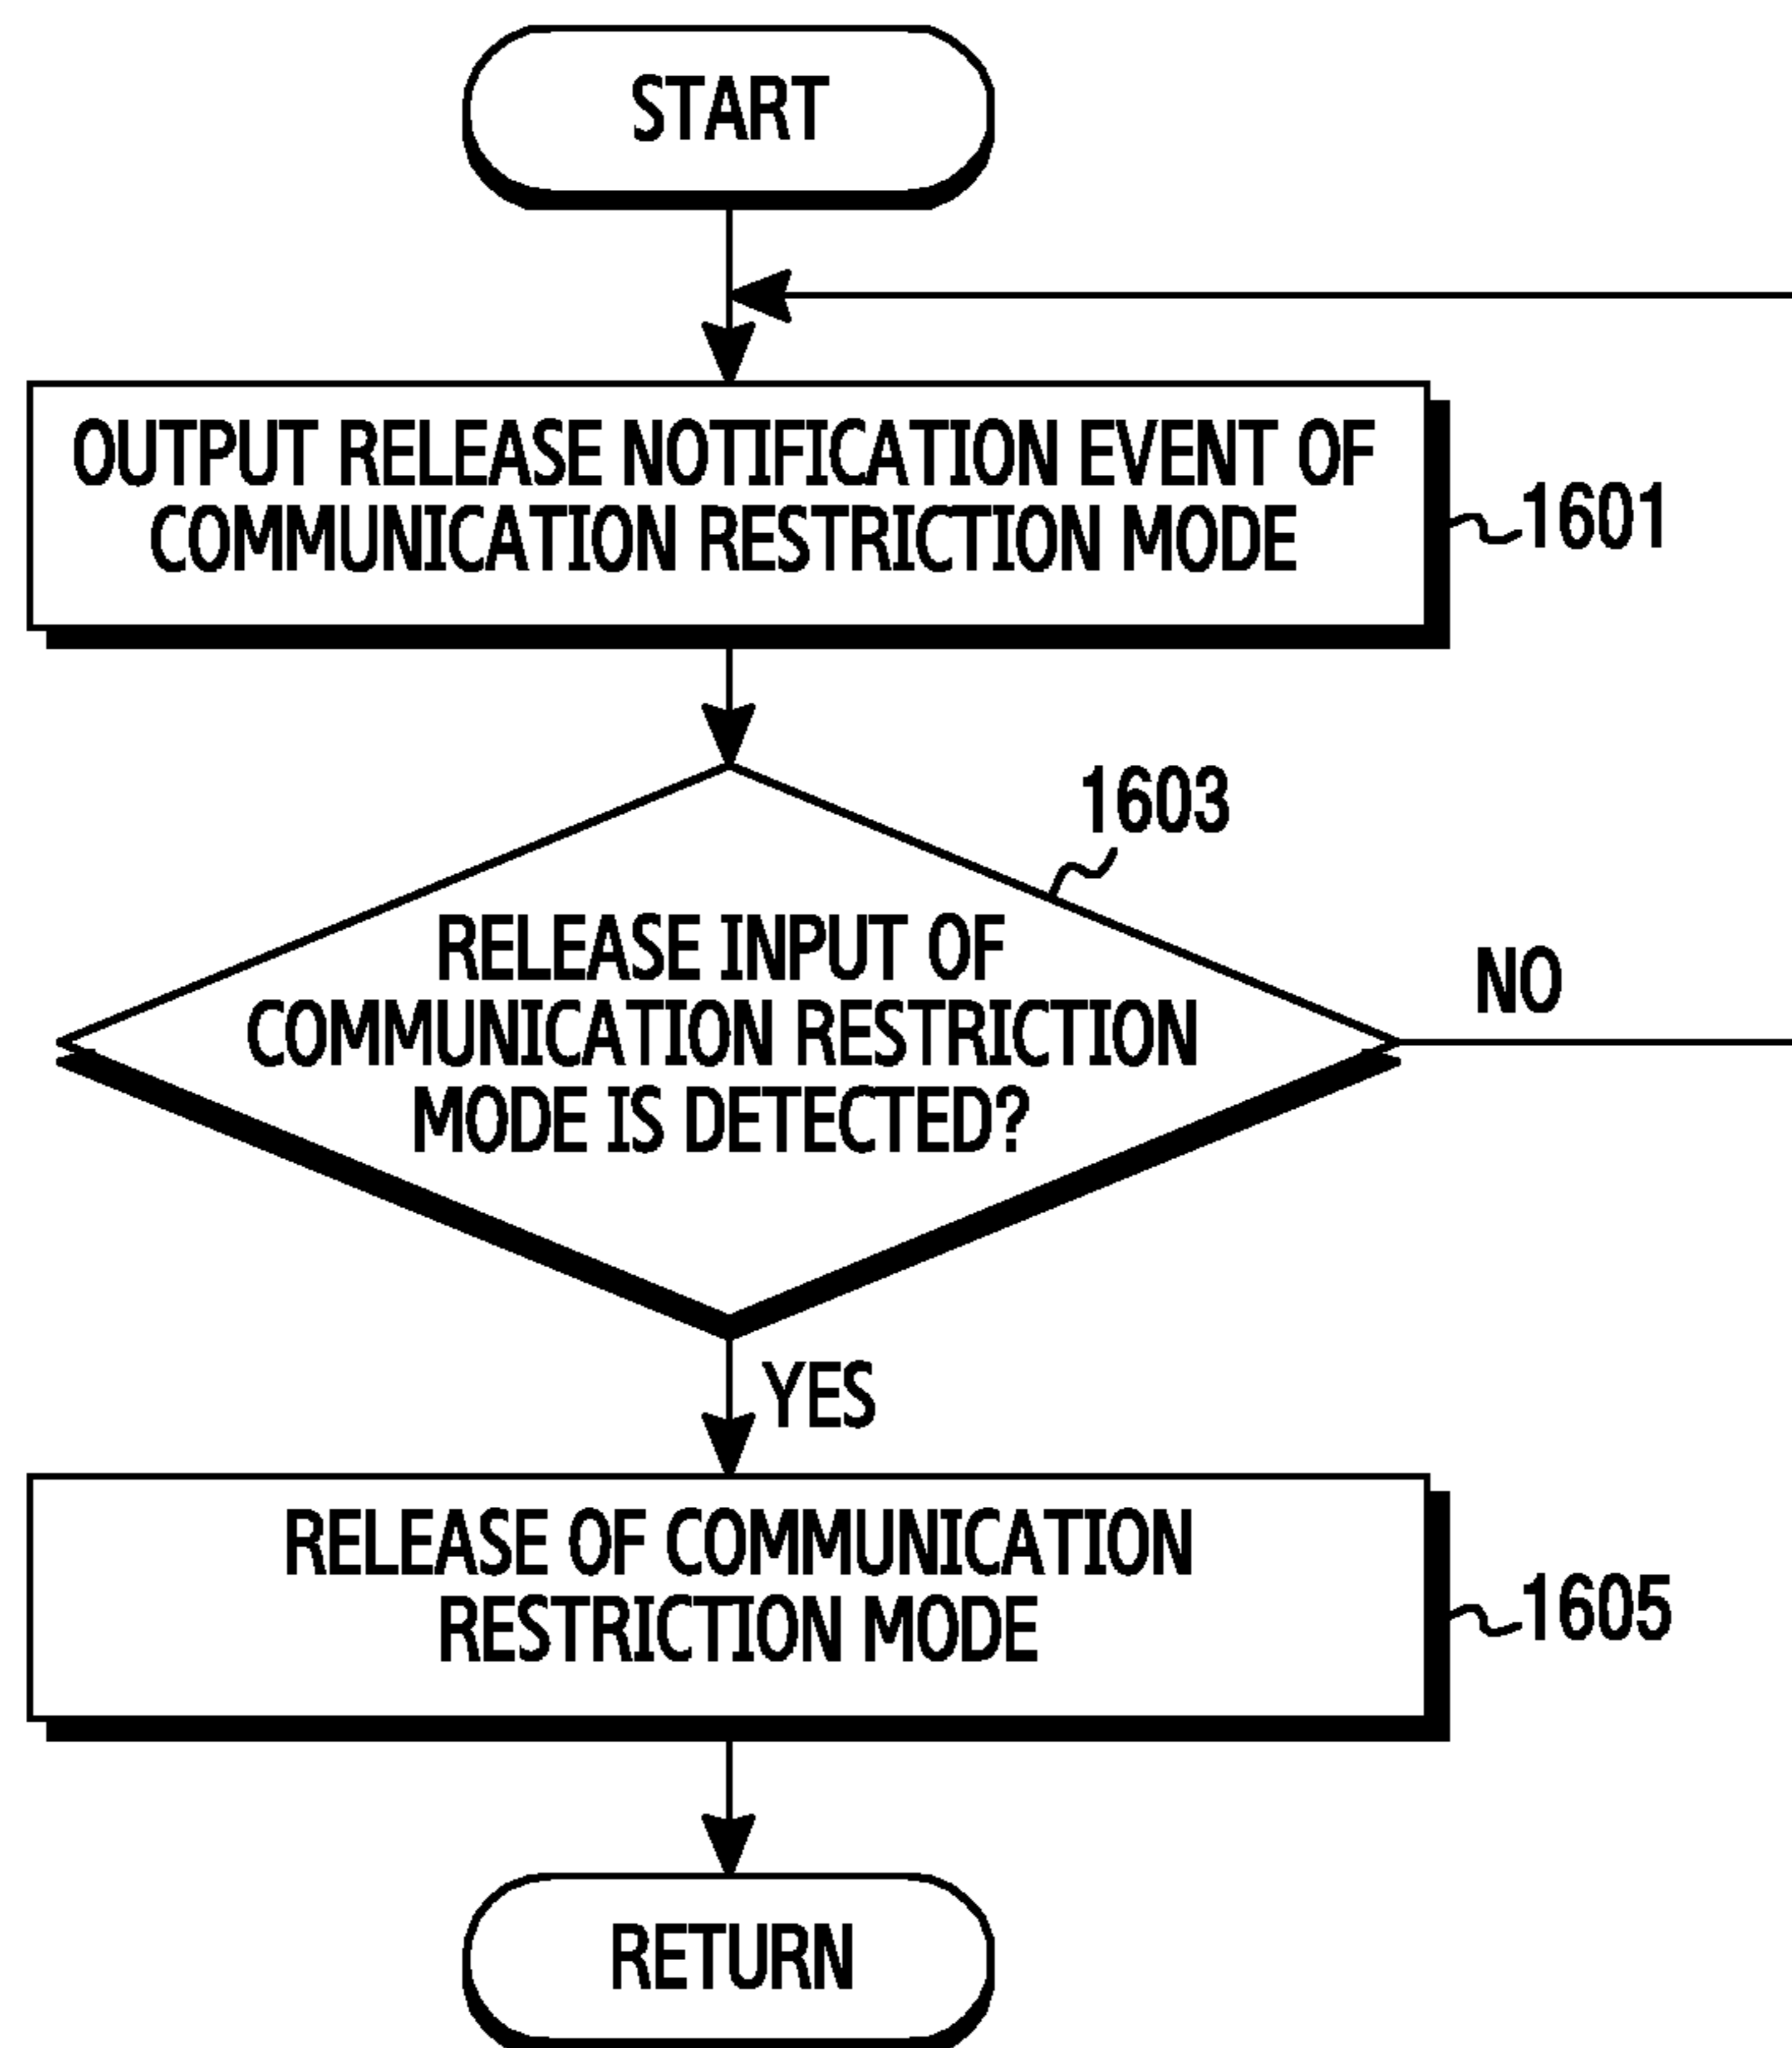 START
OUTPUT RELEASE NOTIFICATION EVENT OF
COMMUNICATION RESTRICTION MODE
1601
1603
RELEASE INPUT OF
COMMUNICATION RESTRICTION
MODE IS DETECTED?
NO
YES
RELEASE OF COMMUNICATION
RESTRICTION MODE
1605
RETURN